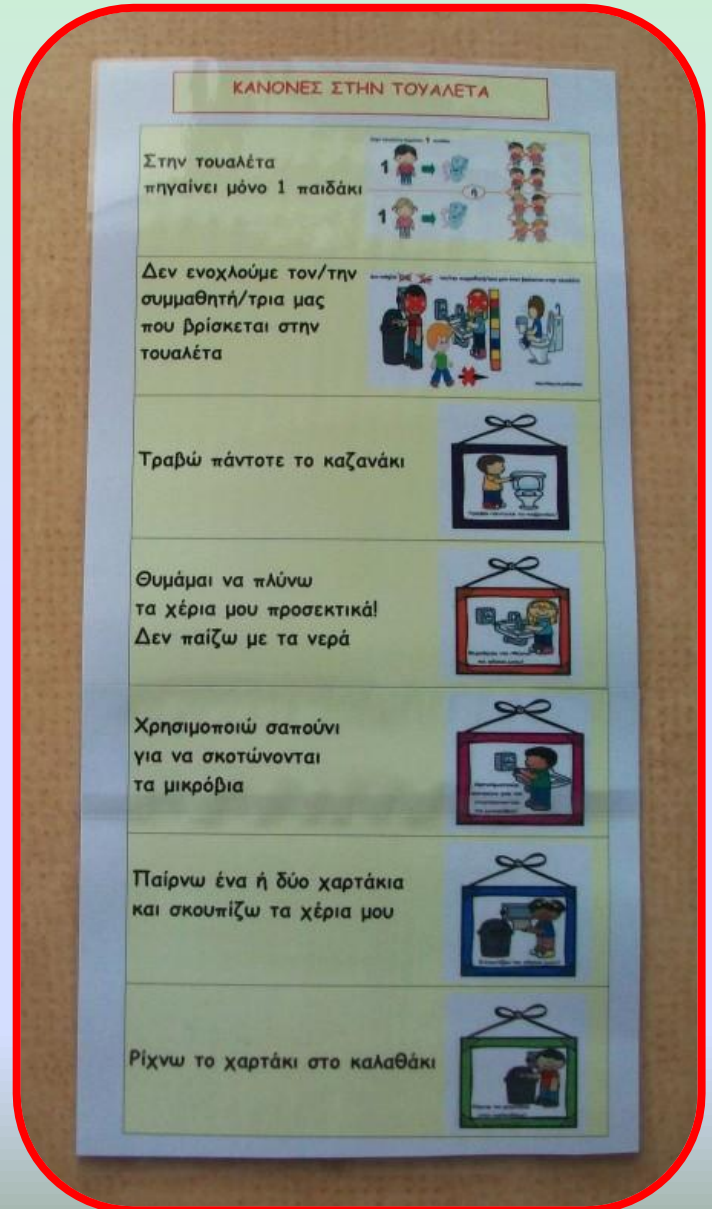 ΚΑΝΟΝΕΣ ΣΤΗΝ ΤΟΥΑΛΕΤΑ
Στην τουαλέτα
πηγαίνει μόνο 1 παιδάκι
1
ή
1
Δεν ενοχλούμε τον/την
συμμαθητή/τρια μας
που βρίσκεται στην
τουαλέτα
Τραβώ πάντοτε το καζανάκι
Θυμάμαι να πλύνω
τα χέρια μου προσεκτικά!
Δεν παίζω με τα νερά
Χρησιμοποιώ σαπούνι
για να σκοτώνονται
τα μικρόβια
Παίρνω ένα ή δύο χαρτάκια
και σκουπίζω τα χέρια μου
Ρίχνω το χαρτάκι στο καλαθάκι